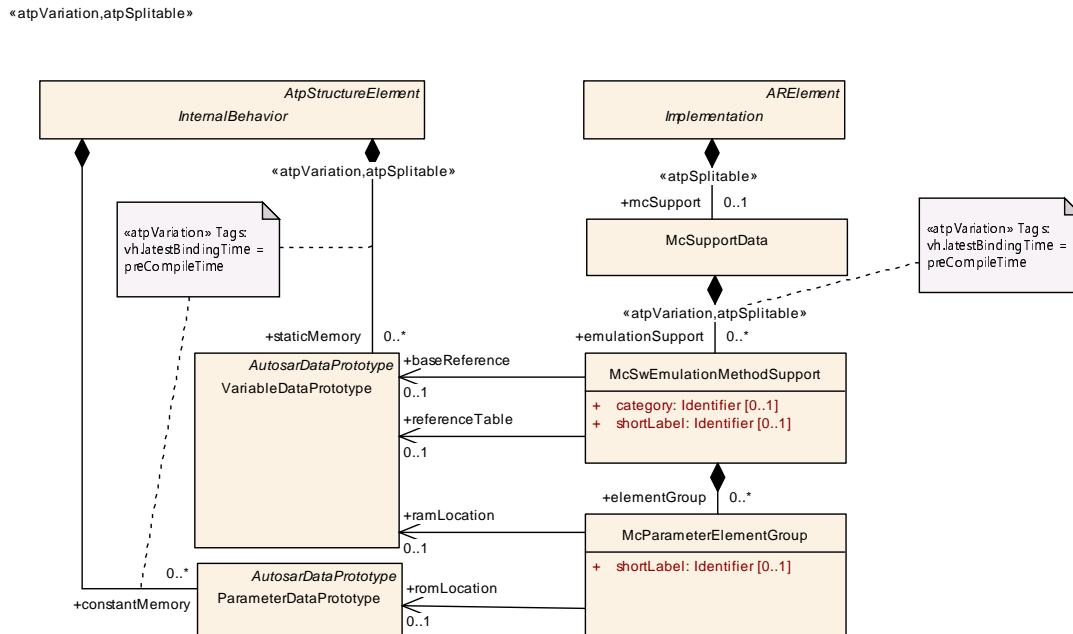 «atpVariation,atpSplitable»
AtpStructureElement
InternalBehavior
ARElement
Implementation
«atpVariation,atpSplitable»
«atpSplitable»
+mcSupport 0..1
«atpVariation» Tags:
vh.latestBindingTime =
preCompileTime
McSupportData
«atpVariation» Tags:
vh.latestBindingTime =
preCompileTime
«atpVariation,atpSplitable»
+staticMemory 0..*
+emulationSupport 0..*
AutosarDataPrototype
VariableDataPrototype
+baseReference
0..1
McSwEmulationMethodSupport
+ category: Identifier [0..1]
+ shortLabel: Identifier [0..1]
+referenceTable
0..1
+elementGroup 0..*
+ramLocation
0..1
McParameterElementGroup
+ shortLabel: Identifier [0..1]
0..*
+constantMemory
AutosarDataPrototype
ParameterDataPrototype
+romLocation
0..1